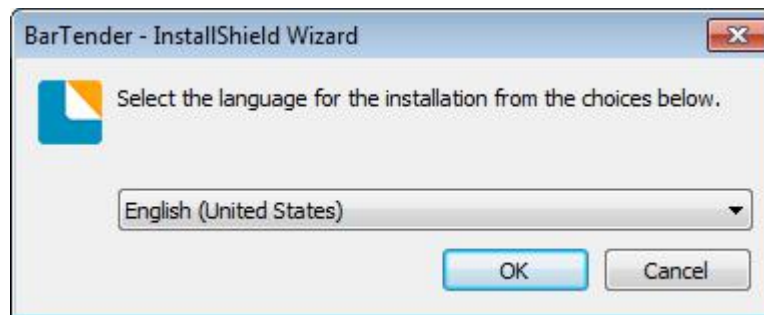 BarTender - InstallShield Wizard
Select the language for the installation from the choices below.
English (United States)
OK
Cancel